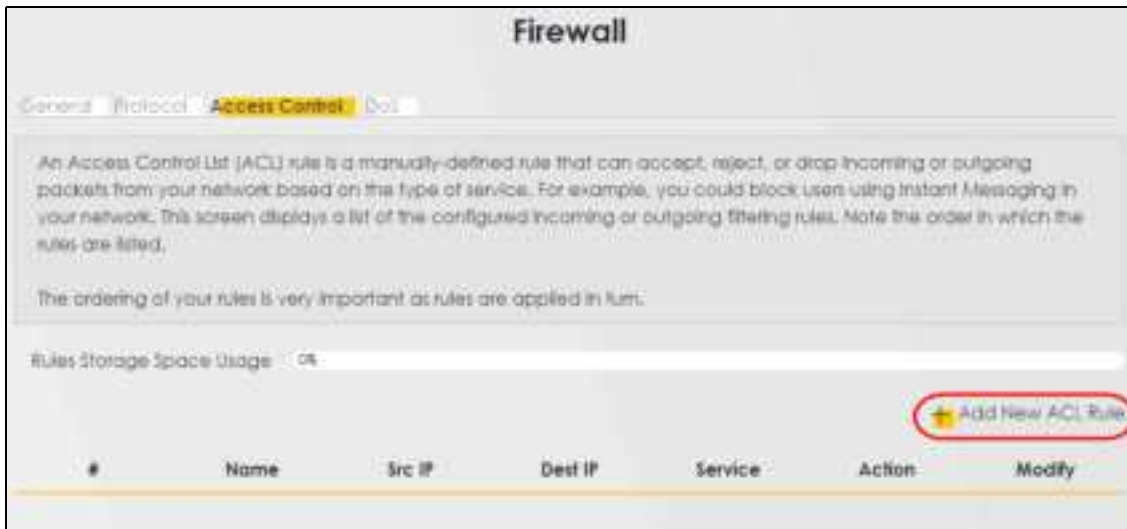 Firewall
General Protocol Access Control DoS
An Access Control List (ACL) rule is a manually-defined rule that can accept, reject, or drop incoming or outgoing
packets from your network based on the type of service. For example, you could block users using Instant Messaging in
your network. This screen displays a list of the configured incoming or outgoing filtering rules. Note the order in which the
rules are listed.
The ordering of your rules is very important as rules are applied in turn.
Rules Storage Space Usage 0%
+ Add New ACL Rule
# Name Src IP Dest IP Service Action Modify